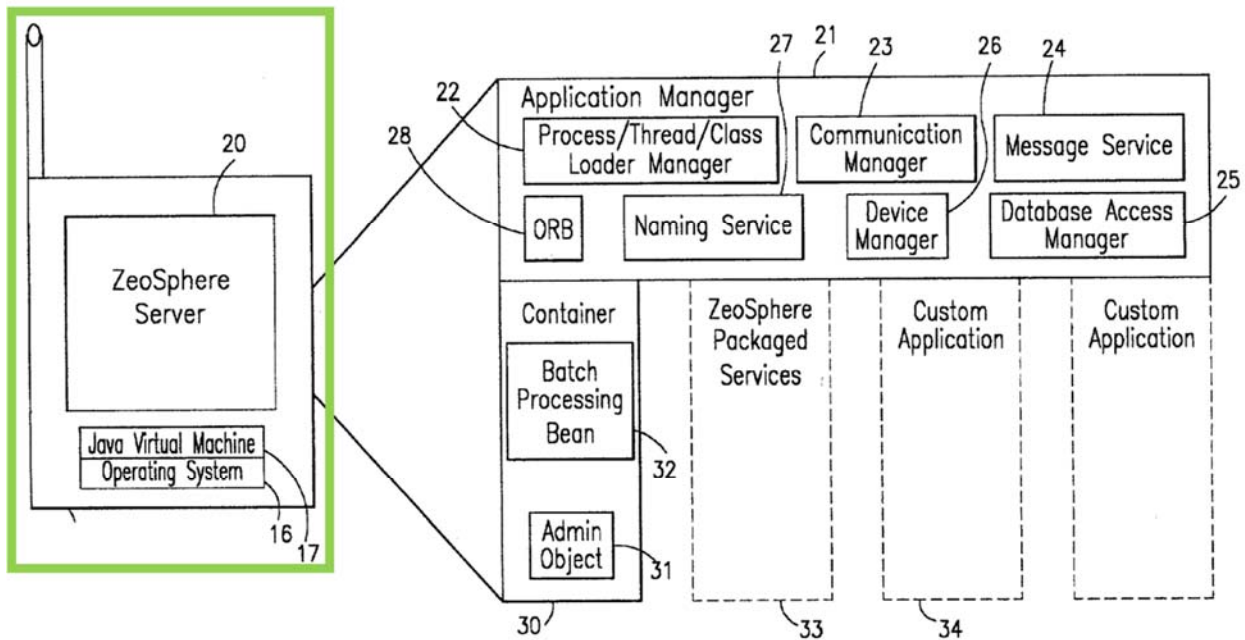 20
ZeoSphere
Server
Java Virtual Machine
Operating System
16
17
21
27
23
26
24
22
Application Manager
Process/Thread/Class
Loader Manager
Communication
Manager
Message Service
28
25
ORB
Naming Service
Device
Manager
Database Access
Manager
Container
Batch
Processing
Bean
32
Admin
Object
31
30
ZeoSphere
Packaged
Services
33
Custom
Application
34
Custom
Application